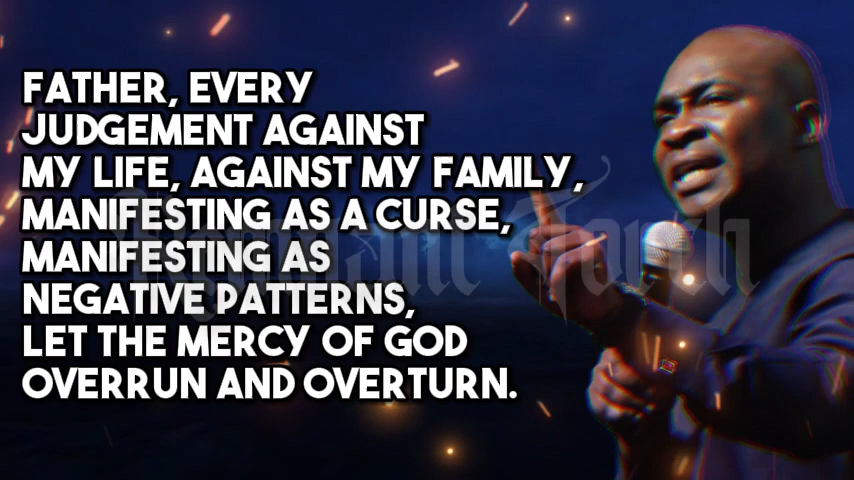 FATHER, EVERY
JUDGEMENT AGAINST
MY LIFE, AGAINST MY FAMILY,
MANIFESTING AS A CURSE,
MANIFESTING AS
NEGATIVE PATTERNS,
LET THE MERCY OF GOD
OVERRUN AND OVERTURN.